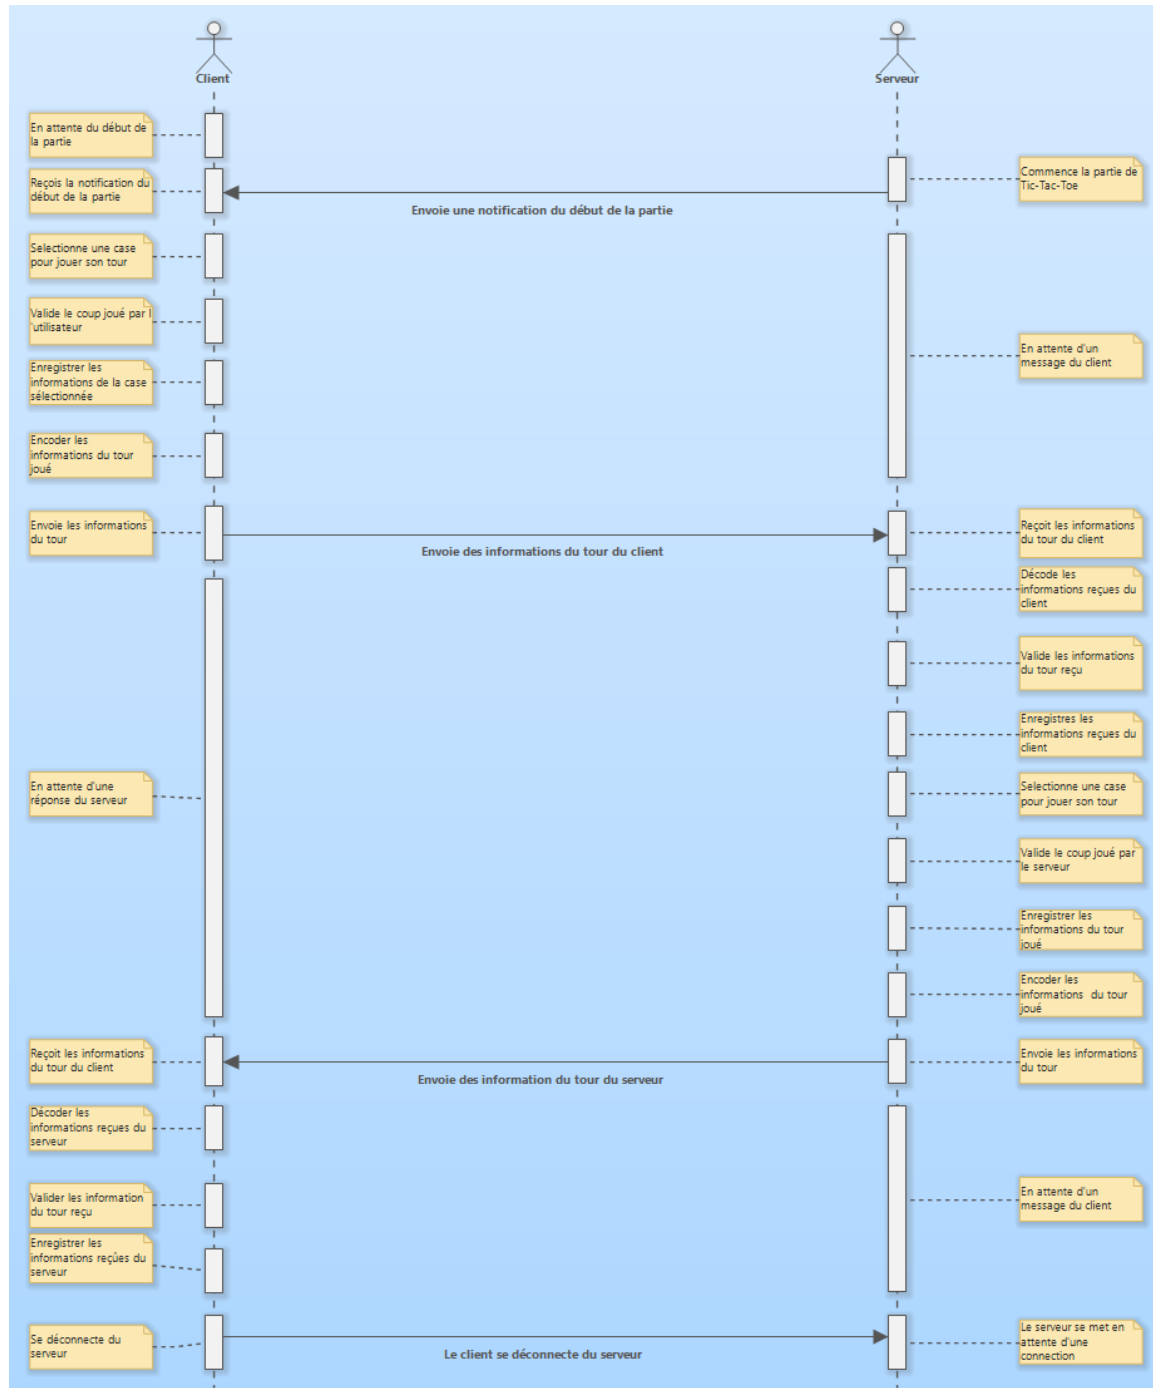 Client
Serveur
En attente du début de
la partie
Commence la partie de
Tic-Tac-Toe
Reçois la notification du
début de la partie
Envoie une notification du début de la partie
Selectionne une case
pour jouer son tour
Valide le coup joué par l
'utilisateur
En attente d'un
message du client
Enregistrer les
informations de la case
sélectionnée
Encoder les
informations du tour
joué
Envoie les informations
du tour
Envoie des informations du tour du client
Reçoit les informations
du tour du client
Décode les
informations reçues du
client
Valide les informations
du tour reçu
Enregistres les
informations reçues du
client
En attente d'une
réponse du serveur
Selectionne une case
pour jouer son tour
Valide le coup joué par
le serveur
Enregistrer les
informations du tour
joué
Encoder les
informations  du tour
joué
Reçoit les informations
du tour du client
Envoie des information du tour du serveur
Envoie les informations
du tour
Décoder les
informations reçues du
serveur
Valider les information
du tour reçu
En attente d'un
message du client
Enregistrer les
informations reçûes du
serveur
Se déconnecte du
serveur
Le client se déconnecte du serveur
Le serveur se met en
attente d'une
connection